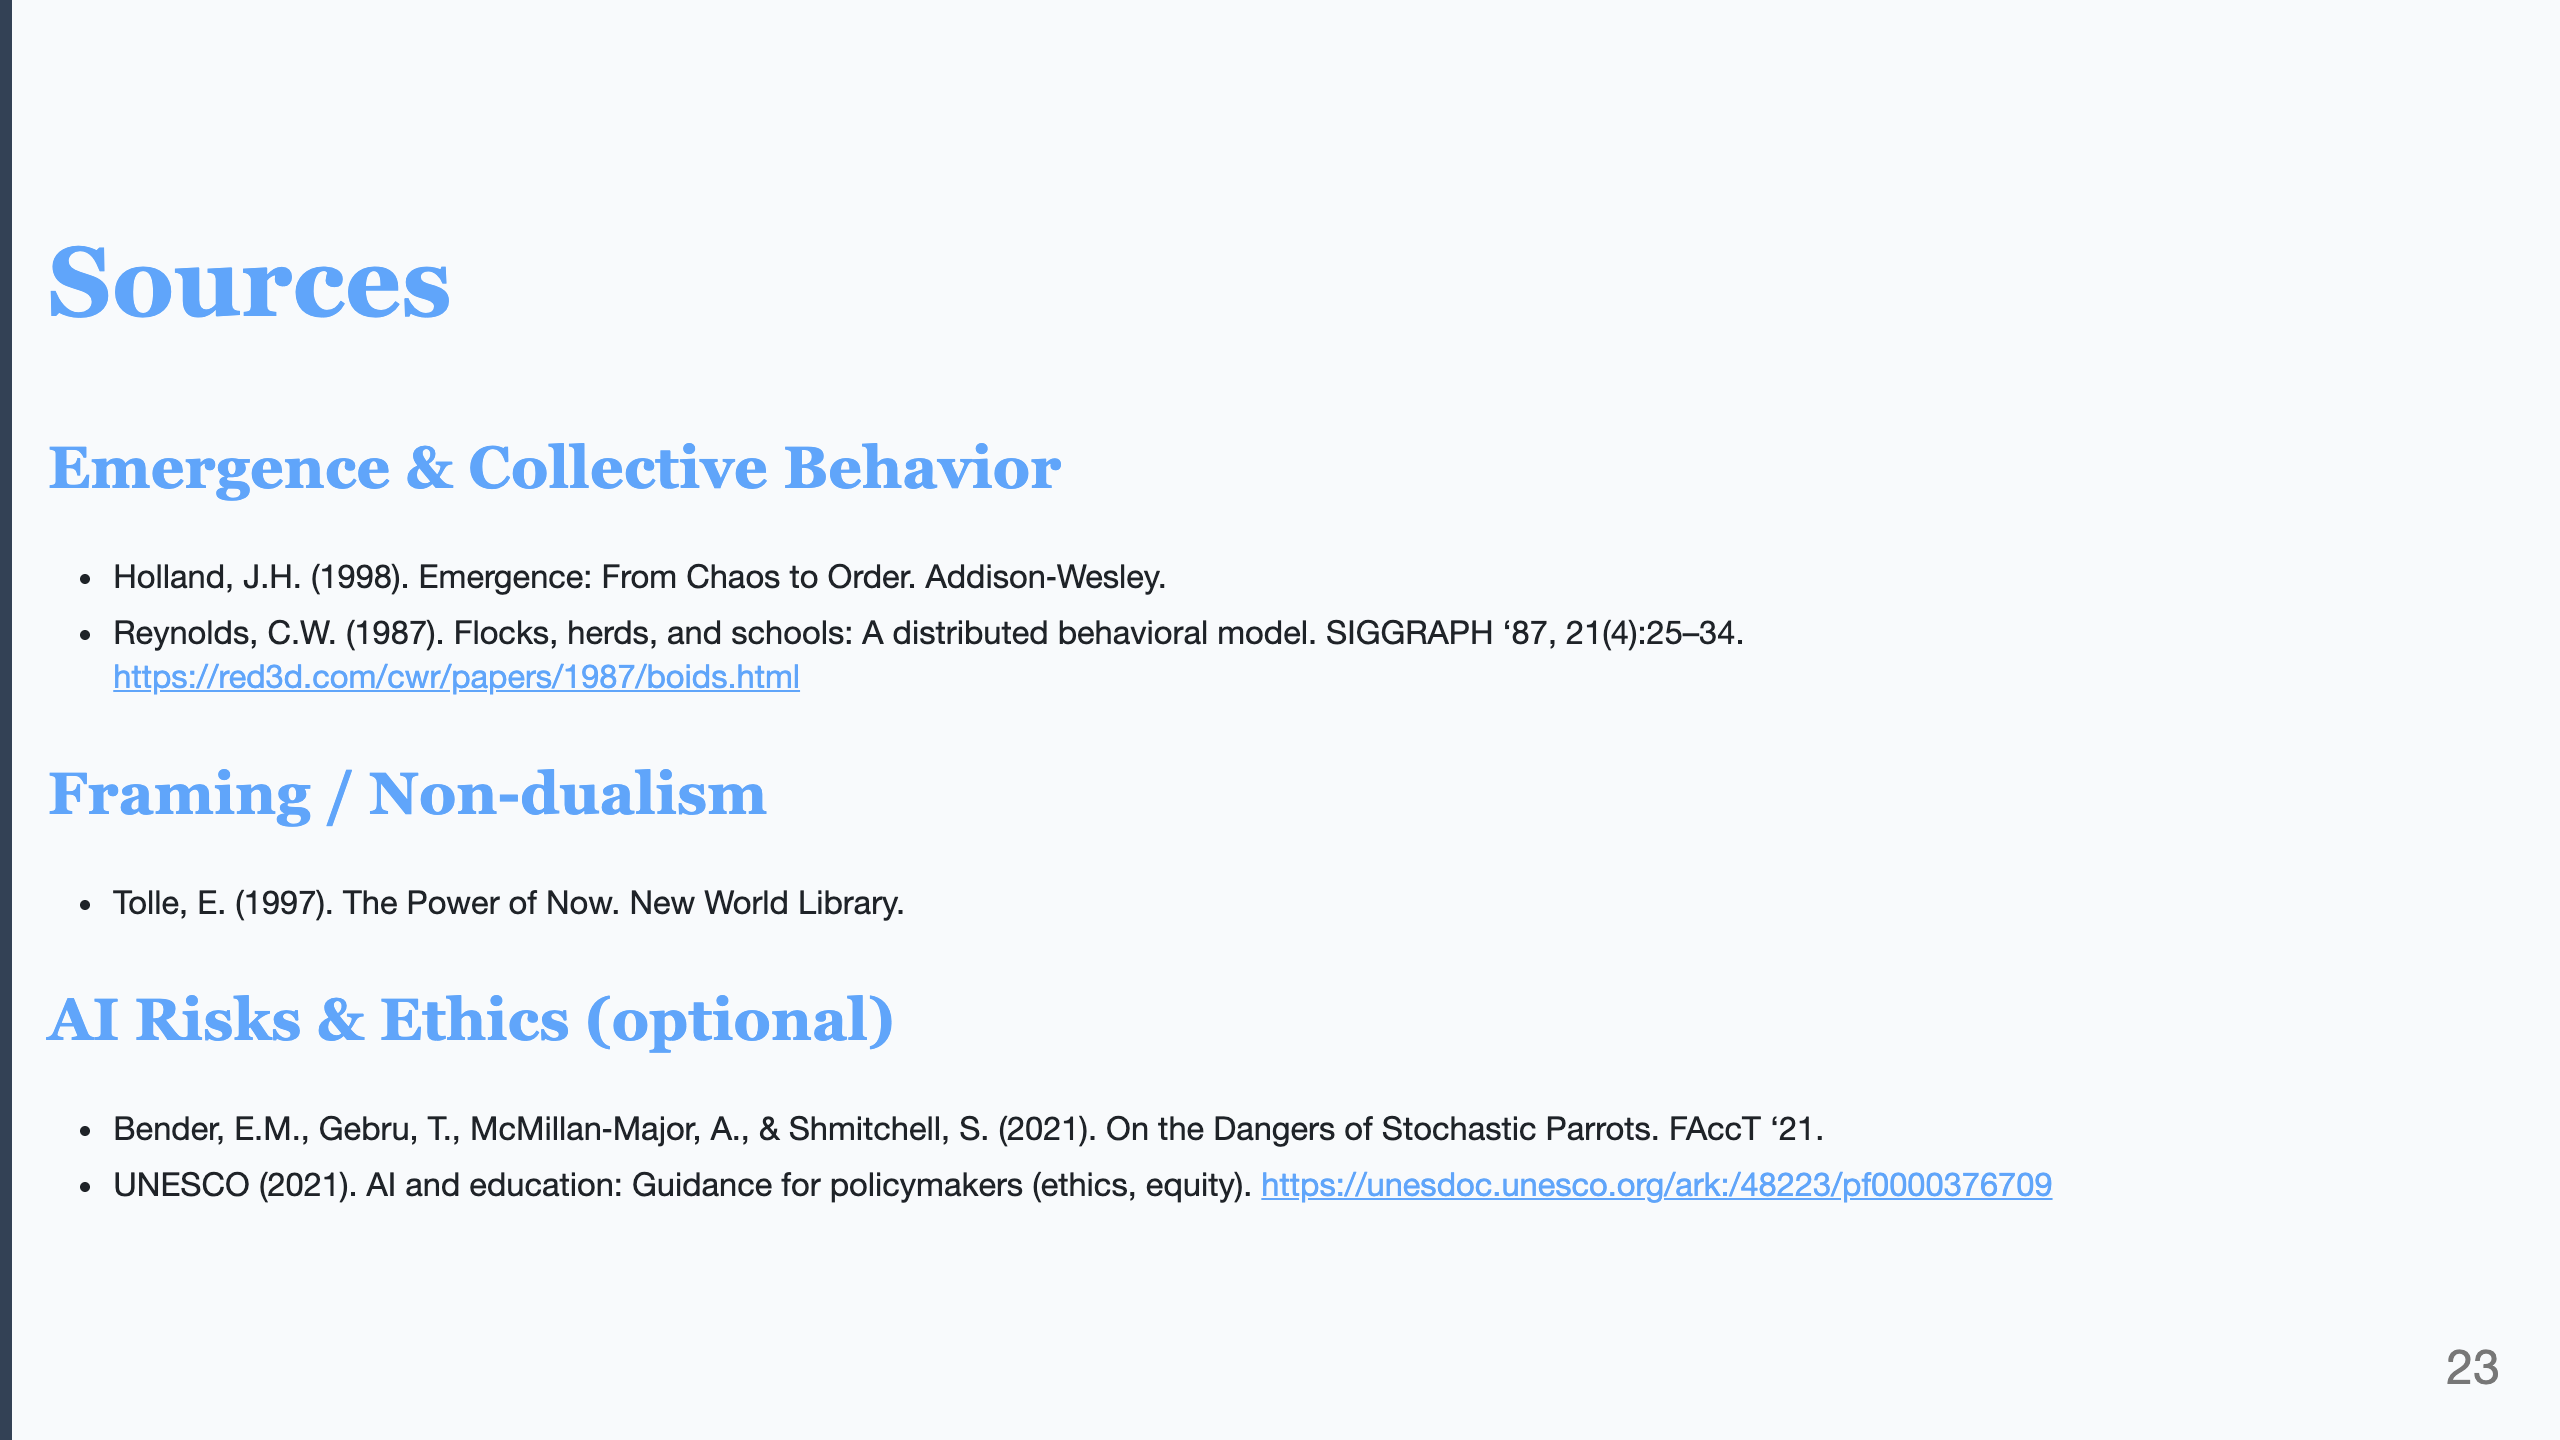 Sources
Emergence & Collective Behavior
• Holland, J.H. (1998). Emergence: From Chaos to Order. Addison-Wesley.
• Reynolds, C.W. (1987). Flocks, herds, and schools: A distributed behavioral model. SIGGRAPH ‘87, 21(4):25–34.
https://red3d.com/cwr/papers/1987/boids.html
Framing / Non-dualism
• Tolle, E. (1997). The Power of Now. New World Library.
AI Risks & Ethics (optional)
• Bender, E.M., Gebru, T., McMillan-Major, A., & Shmitchell, S. (2021). On the Dangers of Stochastic Parrots. FAccT ‘21.
• UNESCO (2021). AI and education: Guidance for policymakers (ethics, equity). https://unesdoc.unesco.org/ark:/48223/pf0000376709
23